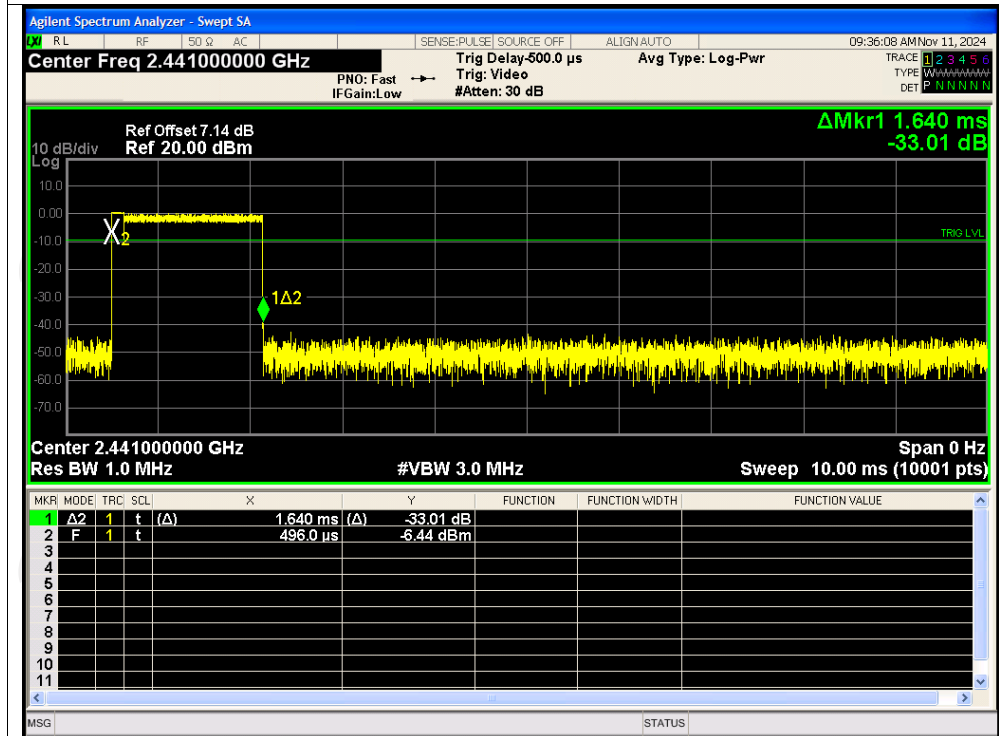 Agilent Spectrum Analyzer - Swept SA
LXI RL RF 50 Ω AC SENSE:PULSE SOURCE OFF ALIGN AUTO 09:36:08 AM Nov 11, 2024
Center Freq 2.441000000 GHz
PNO: Fast
IFGain:Low
Trig Delay-500.0 µs
Trig: Video
#Atten: 30 dB
Avg Type: Log-Pwr
TRACE 1 2 3 4 5 6
TYPE W
DET P N N N N N
ΔMkr1 1.640 ms
-33.01 dB
Ref Offset 7.14 dB
10 dB/div Ref 20.00 dBm
Log
10.0
0.00
X2
-10.0
TRIG LVL
-20.0
-30.0
1Δ2
-40.0
-50.0
-60.0
-70.0
Center 2.441000000 GHz Span 0 Hz
Res BW 1.0 MHz #VBW 3.0 MHz Sweep 10.00 ms (10001 pts)
MKR MODE TRC SCL X Y FUNCTION FUNCTION WIDTH FUNCTION VALUE
1 Δ2 1 t (Δ) 1.640 ms (Δ) -33.01 dB
2 F 1 t 496.0 µs -6.44 dBm
3
4
5
6
7
8
9
10
11
MSG STATUS